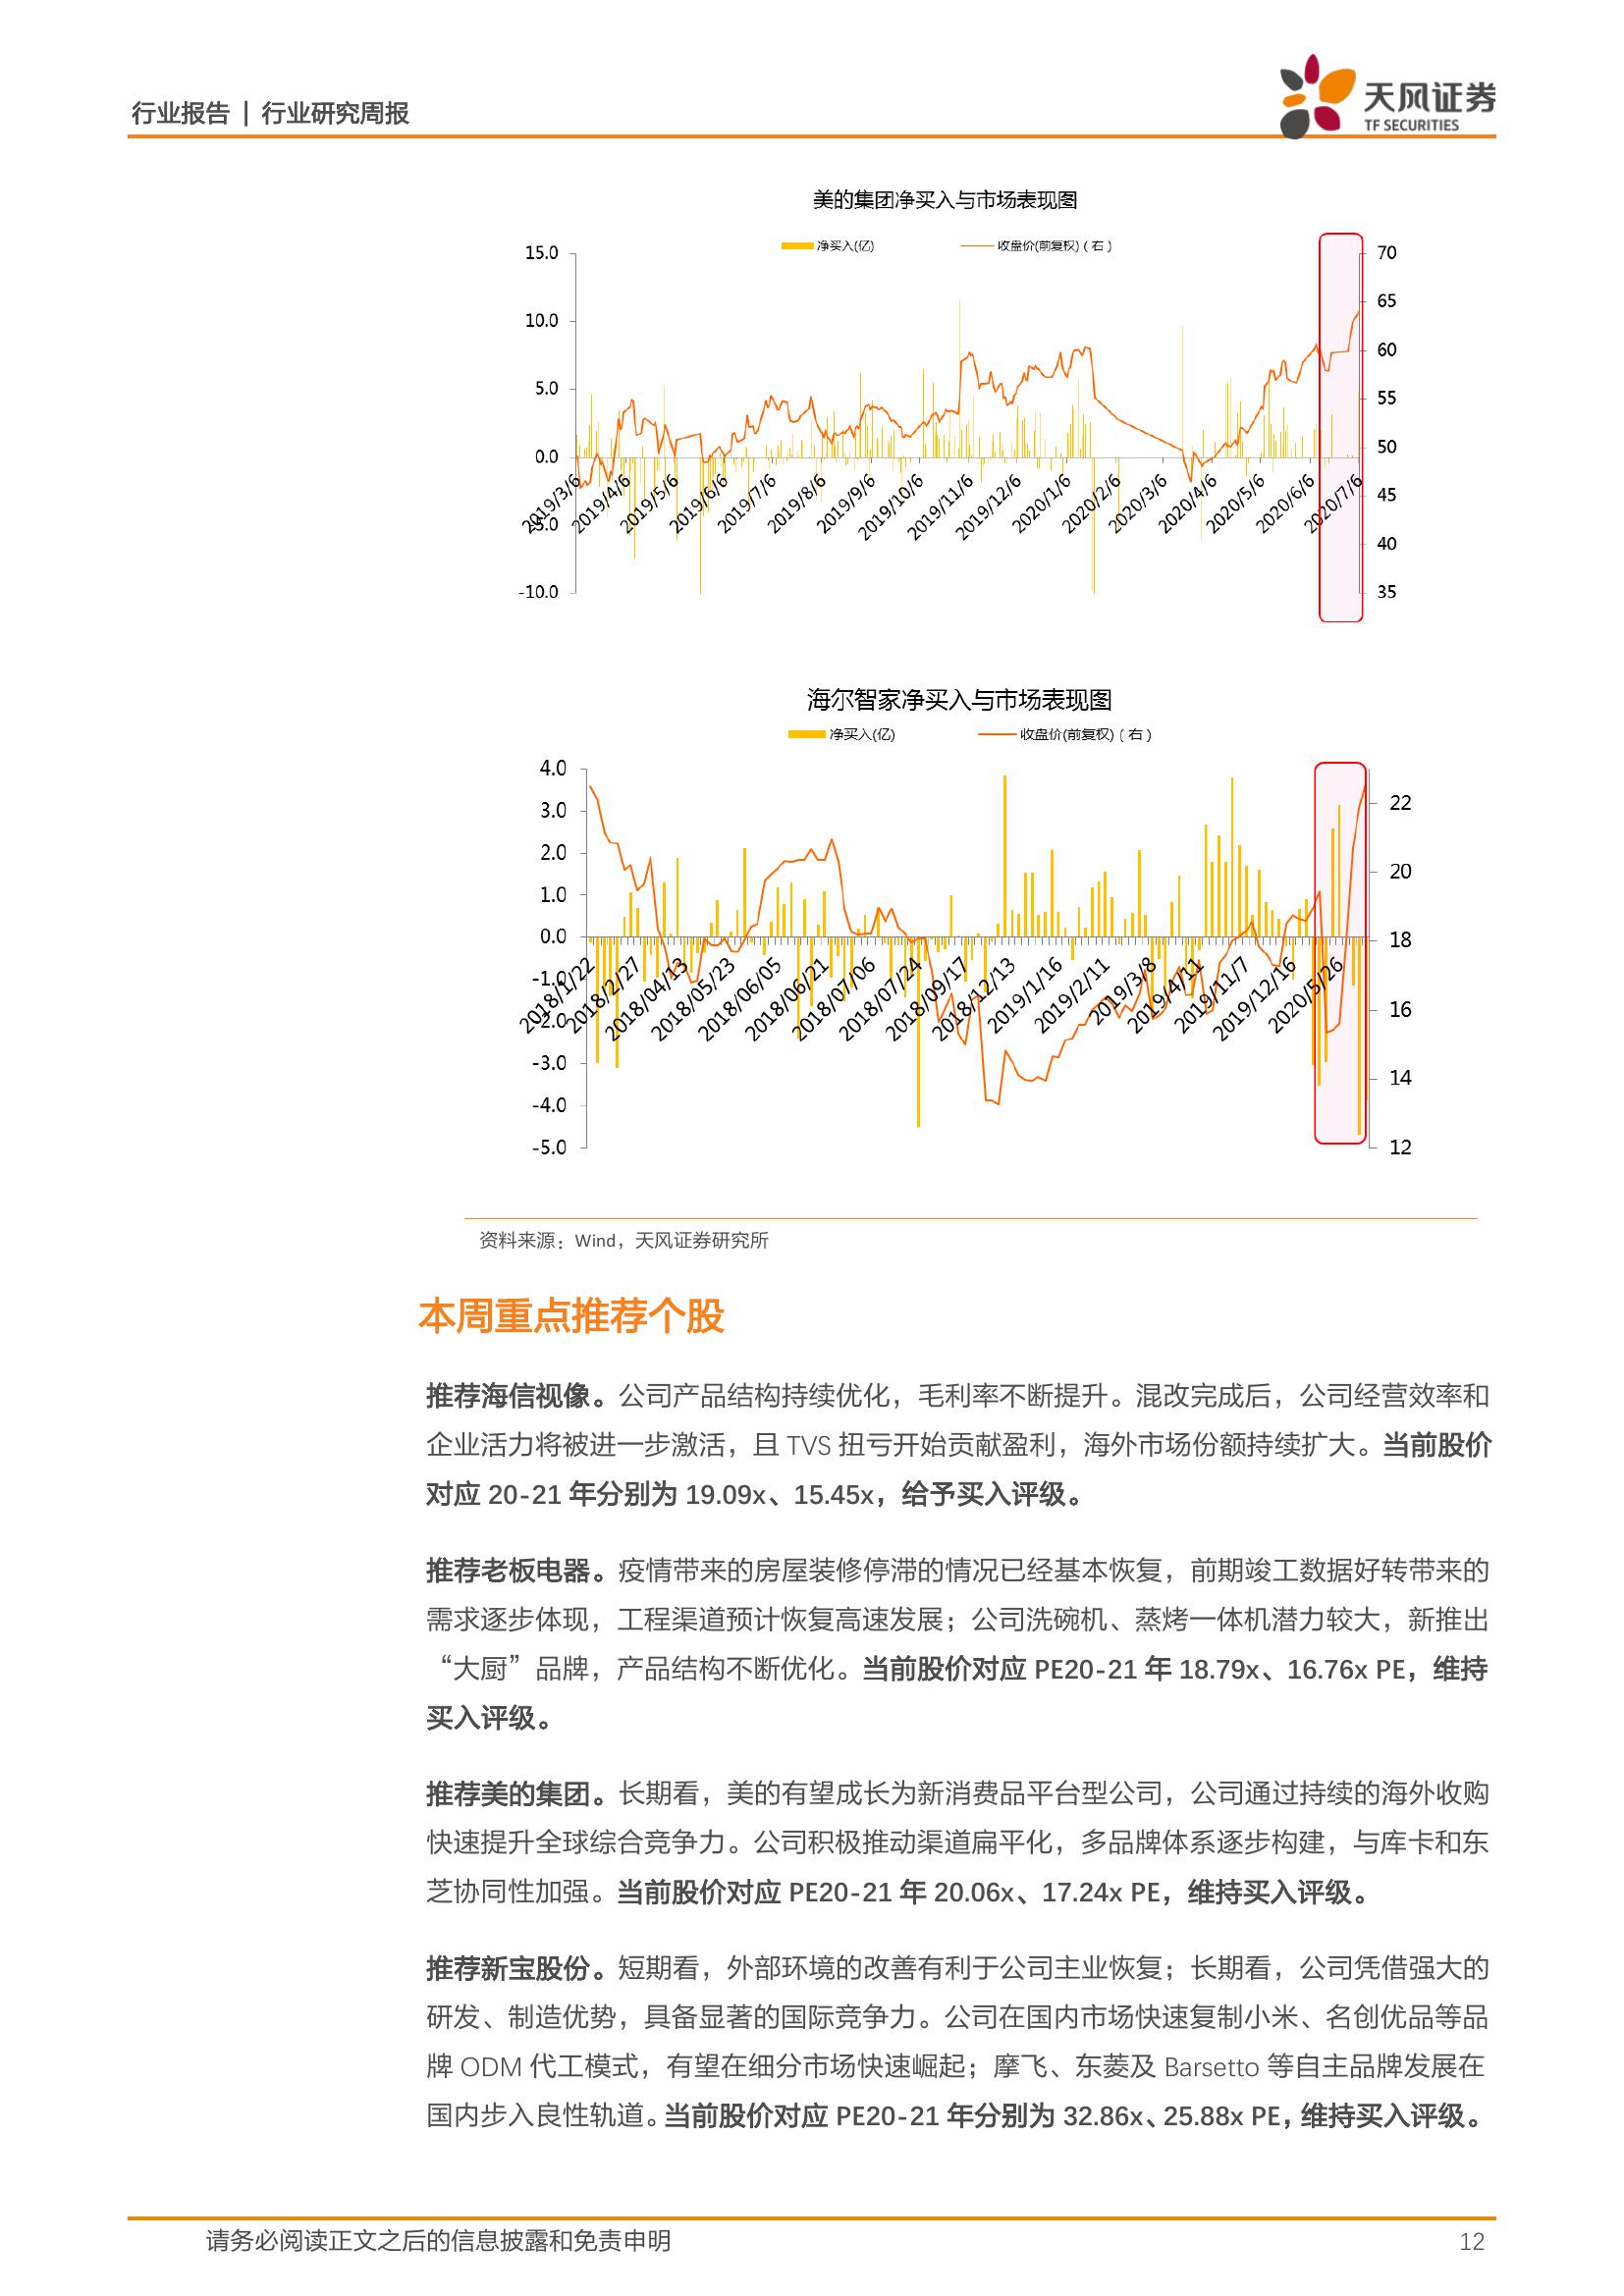 行业报告 | 行业研究周报
天风证券
TF SECURITIES
美的集团净买入与市场表现图
净买入(亿) 收盘价(前复权)（右）
15.0
10.0
5.0
0.0
-5.0
-10.0
70
65
60
55
50
45
40
35
2019/3/6
2019/4/6
2019/5/6
2019/6/6
2019/7/6
2019/8/6
2019/9/6
2019/10/6
2019/11/6
2019/12/6
2020/1/6
2020/2/6
2020/3/6
2020/4/6
2020/5/6
2020/6/6
2020/7/6
海尔智家净买入与市场表现图
净买入(亿) 收盘价(前复权)（右）
4.0
3.0
2.0
1.0
0.0
-1.0
-2.0
-3.0
-4.0
-5.0
22
20
18
16
14
12
2018/1/22
2018/2/27
2018/04/13
2018/05/23
2018/06/05
2018/06/21
2018/07/06
2018/07/24
2018/09/17
2018/12/13
2019/1/16
2019/2/11
2019/3/8
2019/4/11
2019/11/7
2019/12/16
2020/5/26
资料来源：Wind，天风证券研究所
本周重点推荐个股
推荐海信视像。公司产品结构持续优化，毛利率不断提升。混改完成后，公司经营效率和
企业活力将被进一步激活，且 TVS 扭亏开始贡献盈利，海外市场份额持续扩大。当前股价
对应 20-21 年分别为 19.09x、15.45x，给予买入评级。
推荐老板电器。疫情带来的房屋装修停滞的情况已经基本恢复，前期竣工数据好转带来的
需求逐步体现，工程渠道预计恢复高速发展；公司洗碗机、蒸烤一体机潜力较大，新推出
“大厨”品牌，产品结构不断优化。当前股价对应 PE20-21 年 18.79x、16.76x PE，维持
买入评级。
推荐美的集团。长期看，美的有望成长为新消费品平台型公司，公司通过持续的海外收购
快速提升全球综合竞争力。公司积极推动渠道扁平化，多品牌体系逐步构建，与库卡和东
芝协同性加强。当前股价对应 PE20-21 年 20.06x、17.24x PE，维持买入评级。
推荐新宝股份。短期看，外部环境的改善有利于公司主业恢复；长期看，公司凭借强大的
研发、制造优势，具备显著的国际竞争力。公司在国内市场快速复制小米、名创优品等品
牌 ODM 代工模式，有望在细分市场快速崛起；摩飞、东菱及 Barsetto 等自主品牌发展在
国内步入良性轨道。当前股价对应 PE20-21 年分别为 32.86x、25.88x PE，维持买入评级。
请务必阅读正文之后的信息披露和免责申明 12